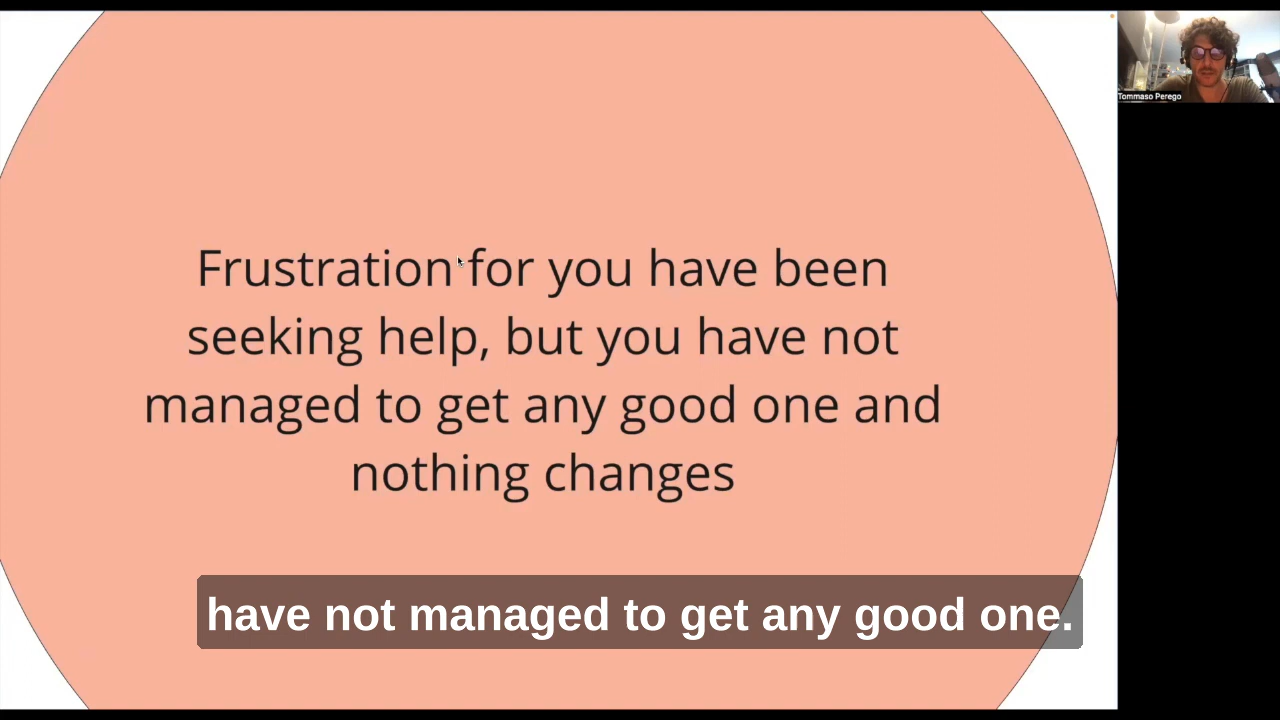 Tommaso Perego
Frustration for you have been
seeking help, but you have not
managed to get any good one and
nothing changes
have not managed to get any good one.